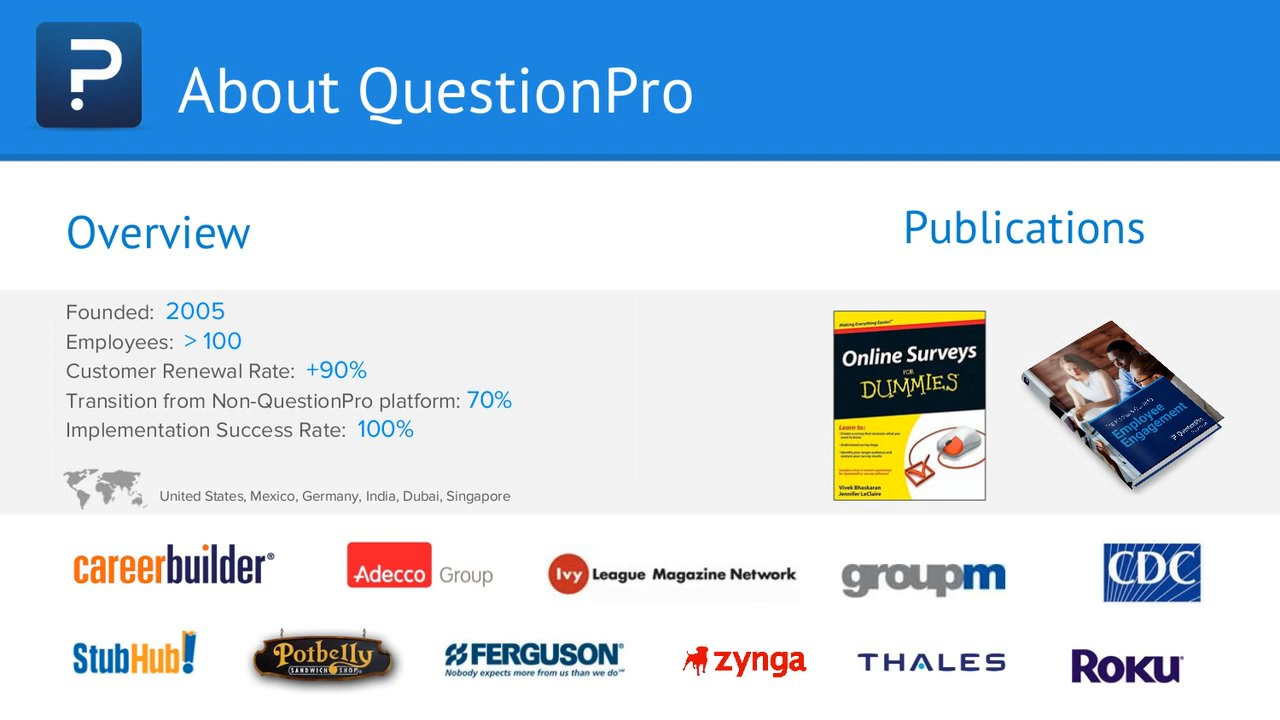 ?
About QuestionPro
Overview
Publications
Founded: 2005
Employees: > 100
Customer Renewal Rate: +90%
Transition from Non-QuestionPro platform: 70%
Implementation Success Rate: 100%
United States, Mexico, Germany, India, Dubai, Singapore
Making Everything Easier!™
Online Surveys
FOR
DUMMIES
Learn to:
Vivek Bhaskaran
Jennifer LeClaire
Employee
Engagement
QuestionPro
careerbuilder®
Adecco Group
Ivy League Magazine Network
groupm
CDC
StubHub!
Potbelly
SANDWICH SHOP
FERGUSON®
Nobody expects more from us than we do℠
zynga
THALES
ROKU